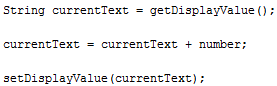 String currentText = getDisplayValue();
currentText = currentText + number;
setDisplayValue(currentText);